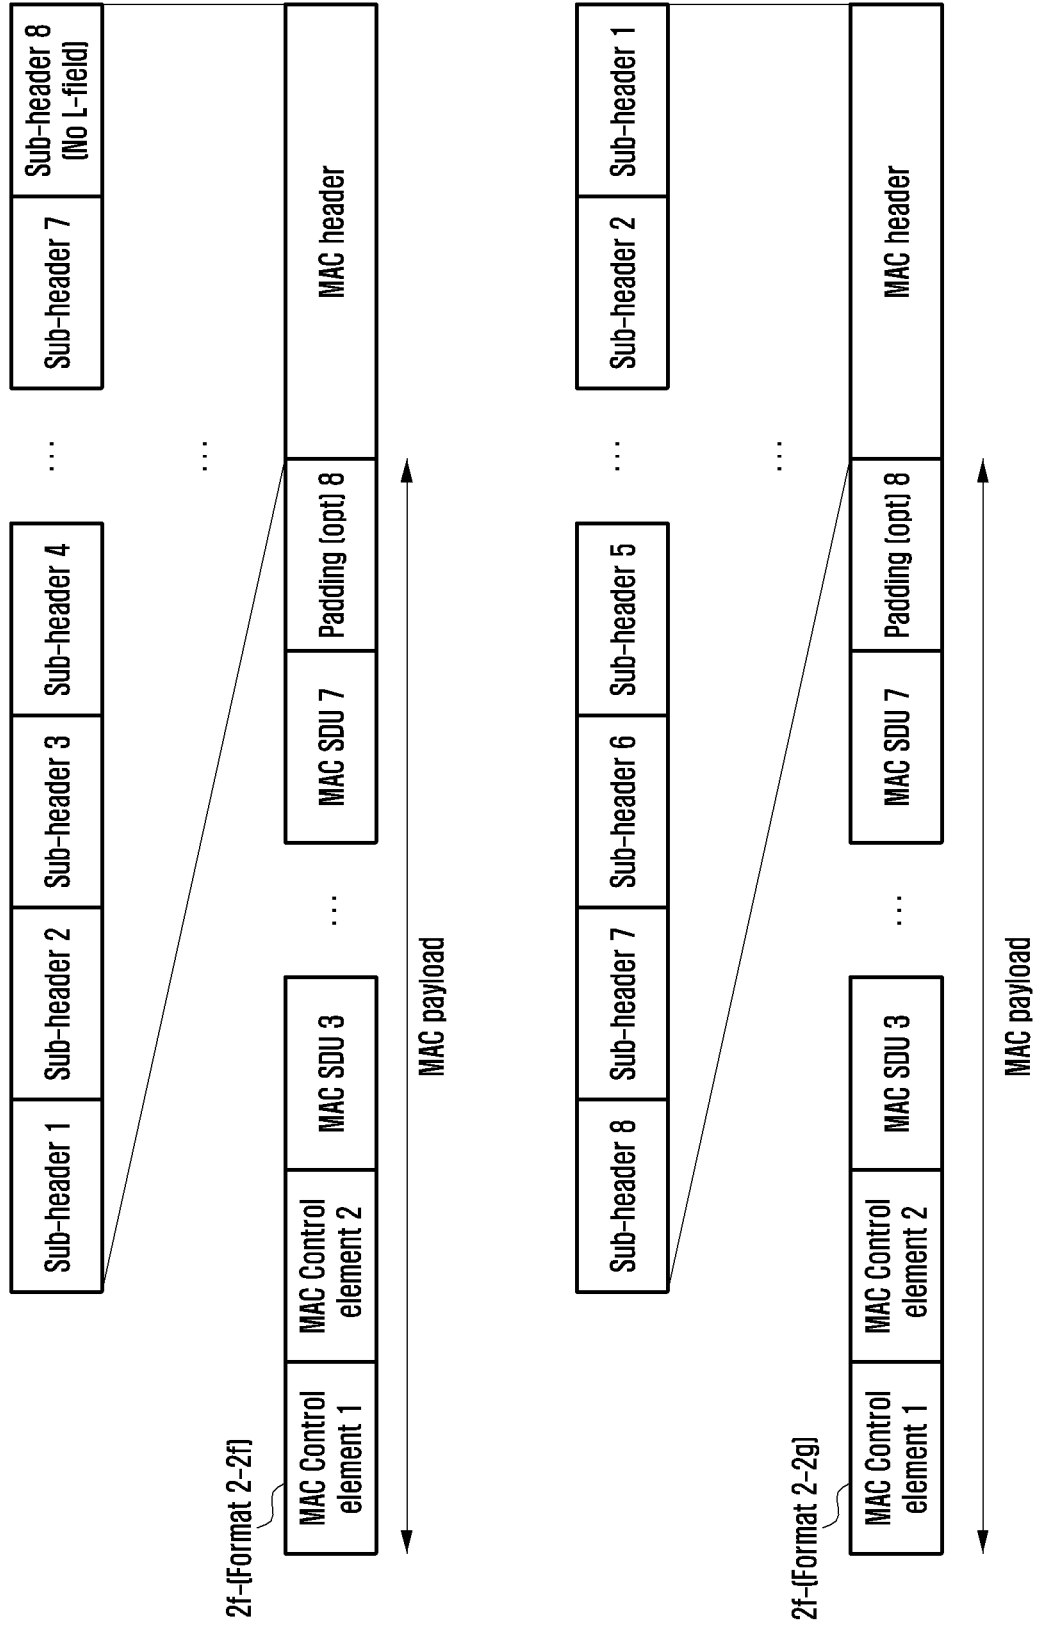 Sub-header 1
Sub-header 2
Sub-header 3
Sub-header 4
...
Sub-header 7
Sub-header 8
(No L-field)
...
2f-(Format 2-2f)
MAC Control
element 1
MAC Control
element 2
MAC SDU 3
...
MAC SDU 7
Padding (opt) 8
MAC header
MAC payload
Sub-header 8
Sub-header 7
Sub-header 6
Sub-header 5
...
Sub-header 2
Sub-header 1
...
2f-(Format 2-2g)
MAC Control
element 1
MAC Control
element 2
MAC SDU 3
...
MAC SDU 7
Padding (opt) 8
MAC header
MAC payload